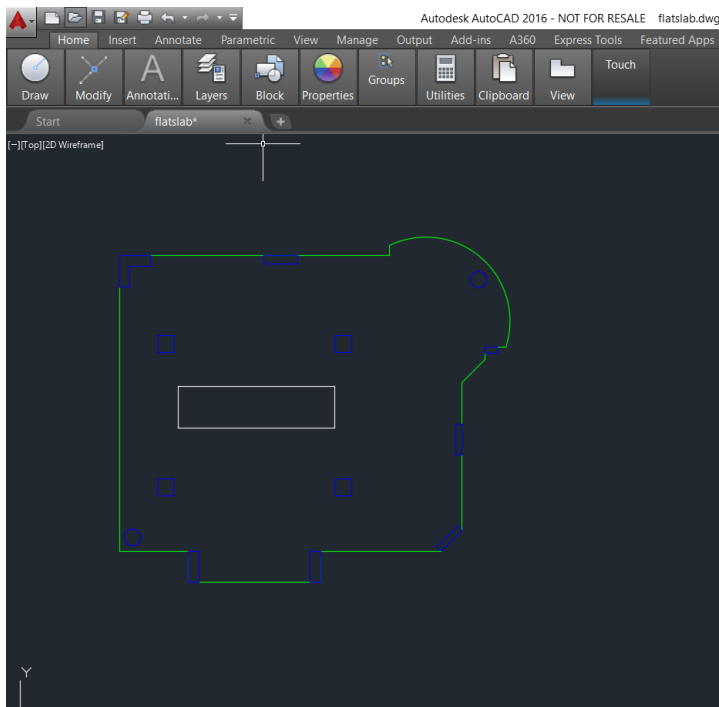 Autodesk AutoCAD 2016 - NOT FOR RESALE flatslab.dwg
Home Insert Annotate Parametric View Manage Output Add-ins A360 Express Tools Featured Apps
Groups
Touch
Draw Modify Annotati... Layers Block Properties Utilities Clipboard View
Start flatslab*
[−][Top][2D Wireframe]
Y